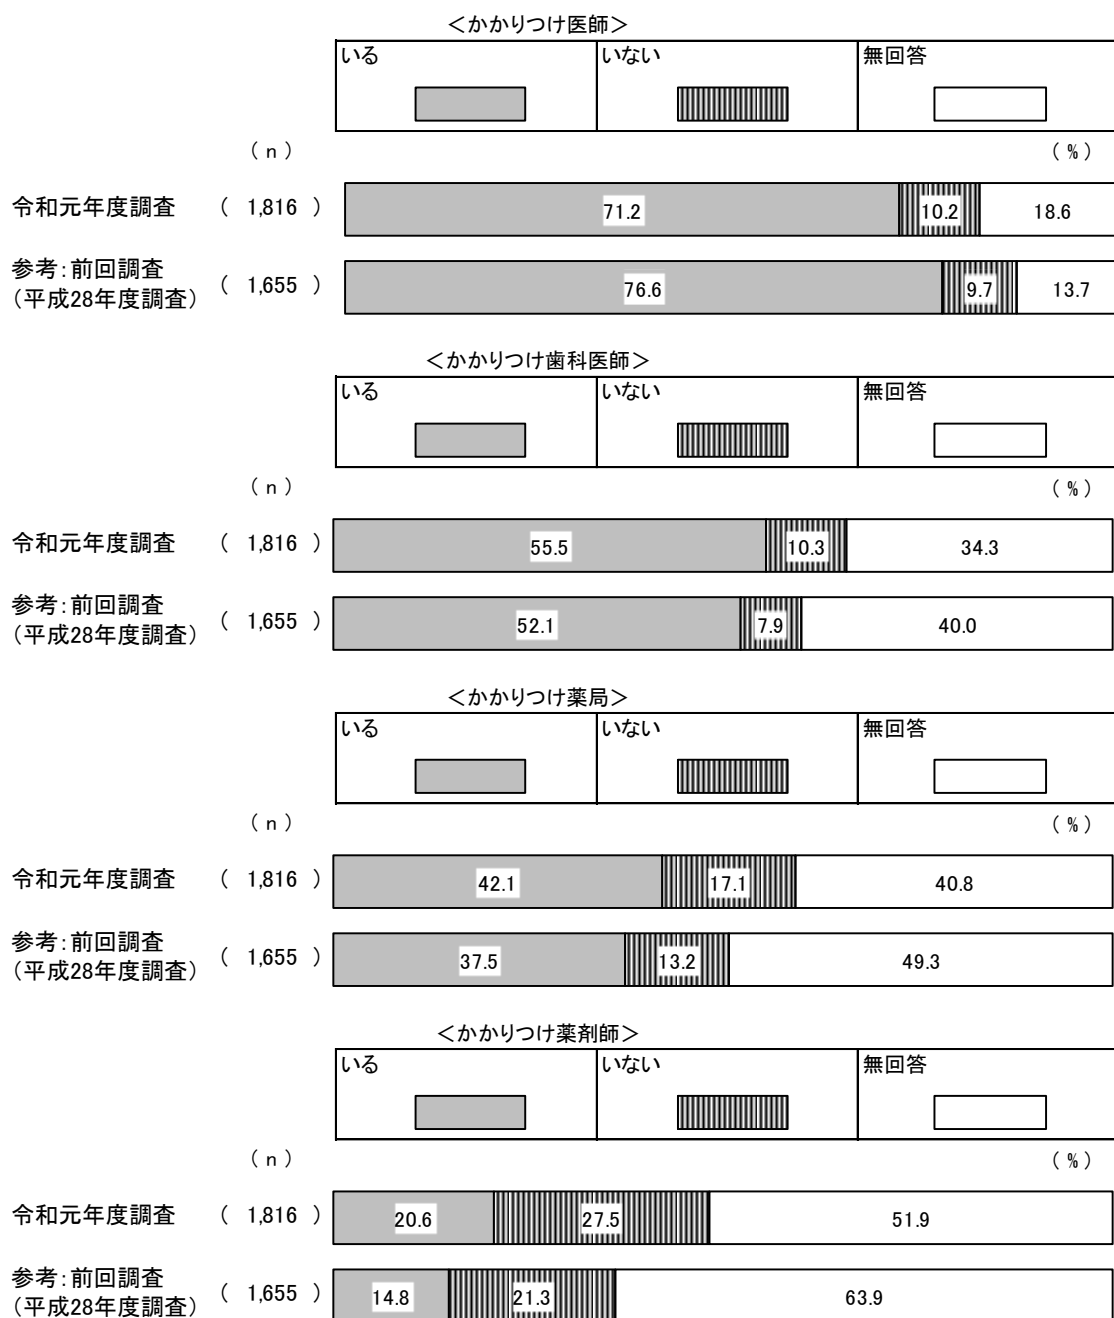 ＜かかりつけ医師＞
いる いない 無回答
（ n ） （ % ）
令和元年度調査 （ 1,816 ） 71.2 10.2 18.6
参考：前回調査
（平成28年度調査） （ 1,655 ） 76.6 9.7 13.7
＜かかりつけ歯科医師＞
いる いない 無回答
（ n ） （ % ）
令和元年度調査 （ 1,816 ） 55.5 10.3 34.3
参考：前回調査
（平成28年度調査） （ 1,655 ） 52.1 7.9 40.0
＜かかりつけ薬局＞
いる いない 無回答
（ n ） （ % ）
令和元年度調査 （ 1,816 ） 42.1 17.1 40.8
参考：前回調査
（平成28年度調査） （ 1,655 ） 37.5 13.2 49.3
＜かかりつけ薬剤師＞
いる いない 無回答
（ n ） （ % ）
令和元年度調査 （ 1,816 ） 20.6 27.5 51.9
参考：前回調査
（平成28年度調査） （ 1,655 ） 14.8 21.3 63.9